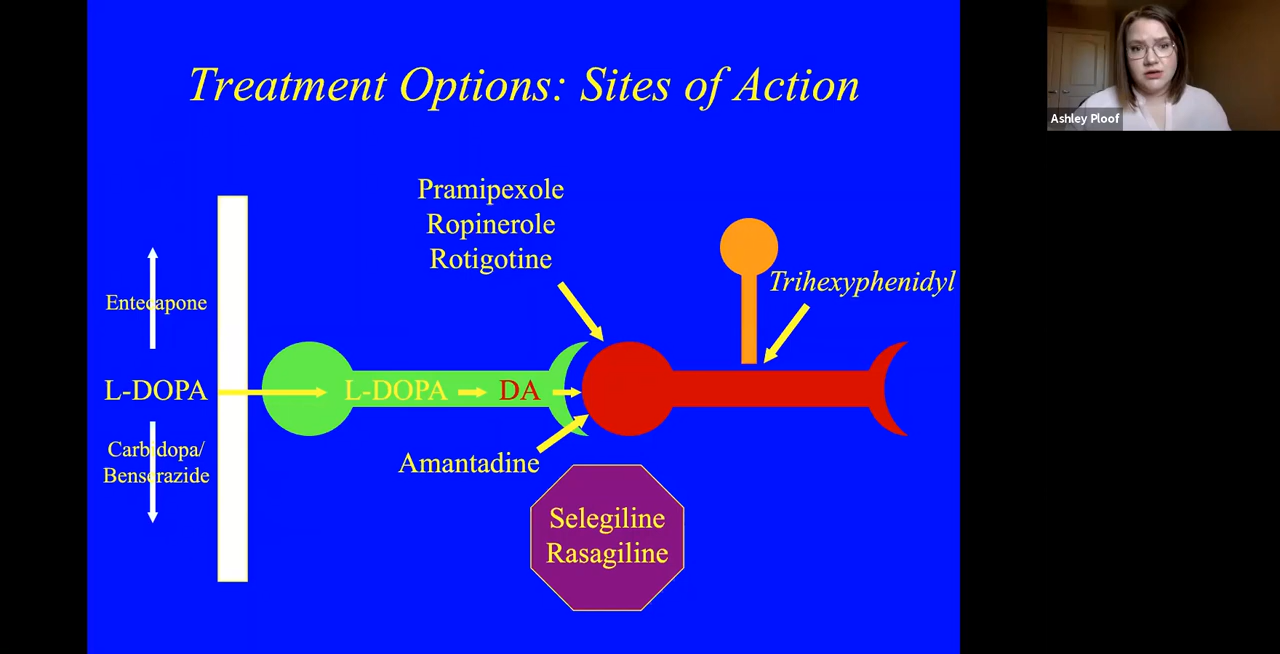 Treatment Options: Sites of Action
Ashley Ploof
Pramipexole
Ropinerole
Rotigotine
Trihexyphenidyl
Entecapone
L-DOPA
L-DOPA
DA
Carbidopa/
Benserazide
Amantadine
Selegiline
Rasagiline